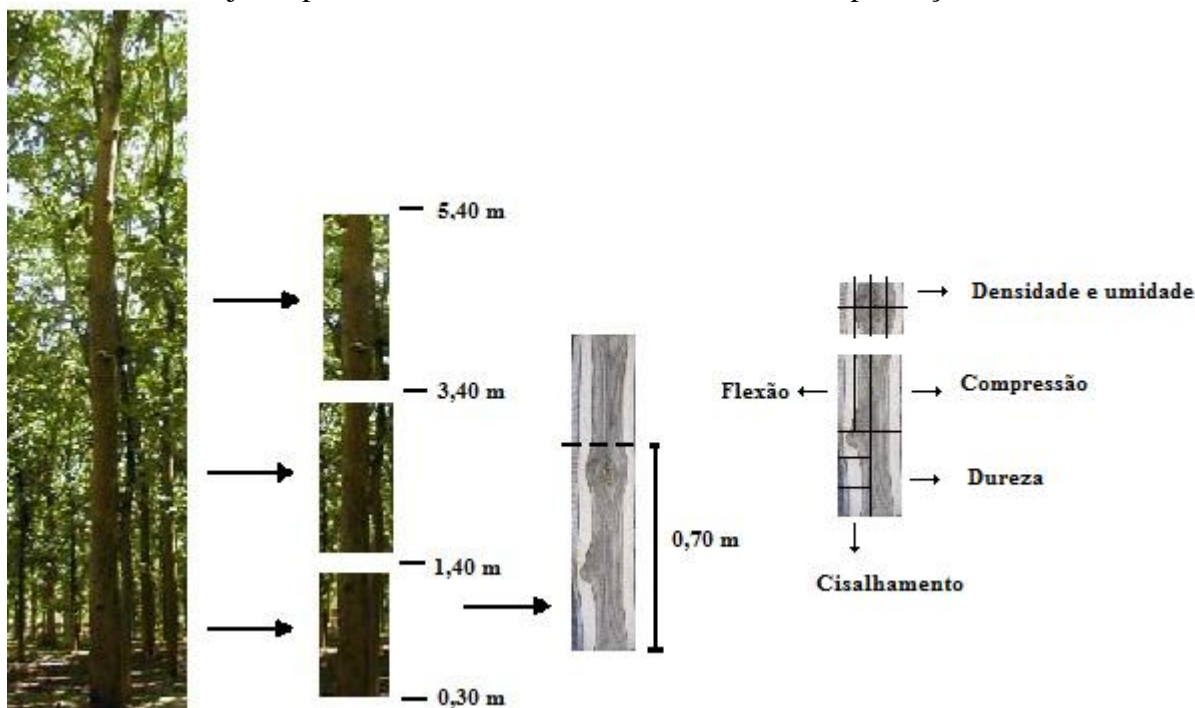 5,40 m
3,40 m
1,40 m
0,30 m
0,70 m
Densidade e umidade
Flexão
Compressão
Dureza
Cisalhamento